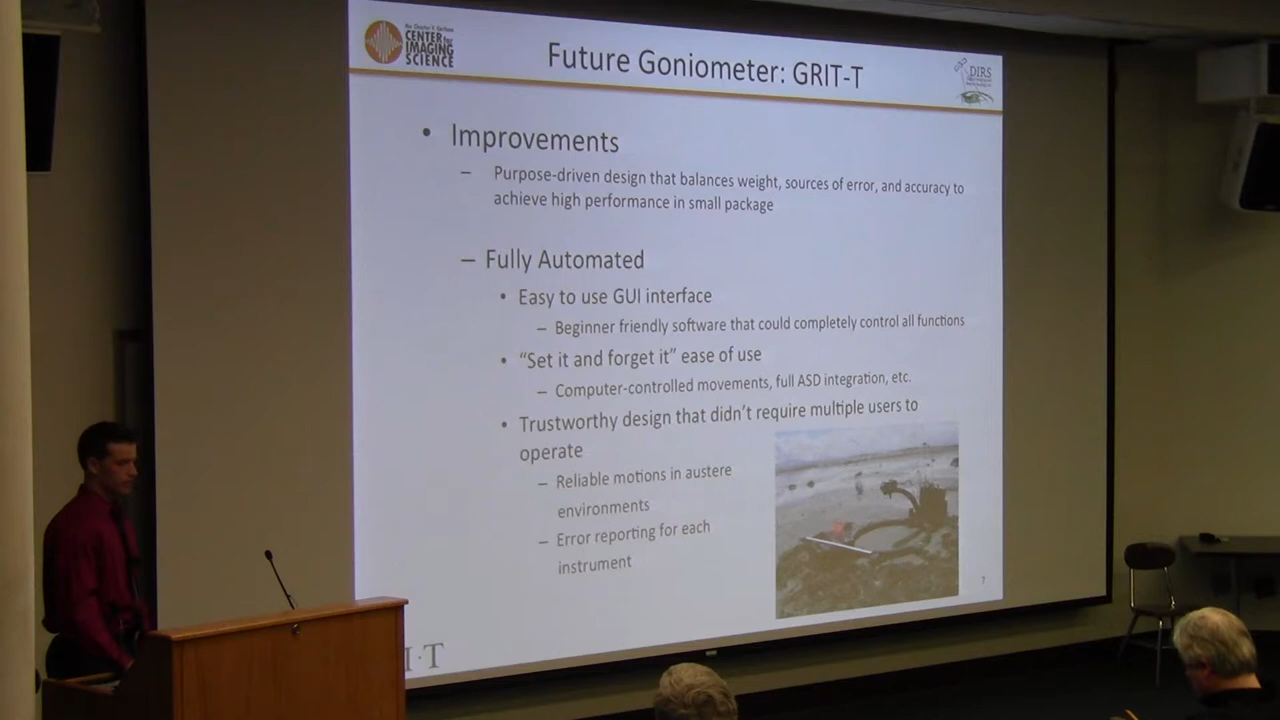 CENTER for
IMAGING
SCIENCE
Future Goniometer: GRIT-T
DIRS
• Improvements
– Purpose-driven design that balances weight, sources of error, and accuracy to
achieve high performance in small package
– Fully Automated
• Easy to use GUI interface
– Beginner friendly software that could completely control all functions
• “Set it and forget it” ease of use
– Computer-controlled movements, full ASD integration, etc.
• Trustworthy design that didn’t require multiple users to
operate
– Reliable motions in austere
environments
– Error reporting for each
instrument
7
I·T